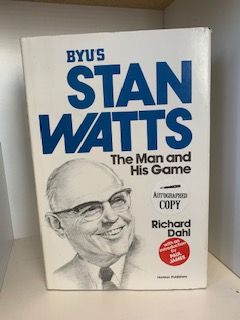 BYU'S
STAN
WATTS
The Man and
His Game
AUTOGRAPHED
COPY
Richard
Dahl
with an
introduction
by
PAUL
JAMES
Horizon Publishers